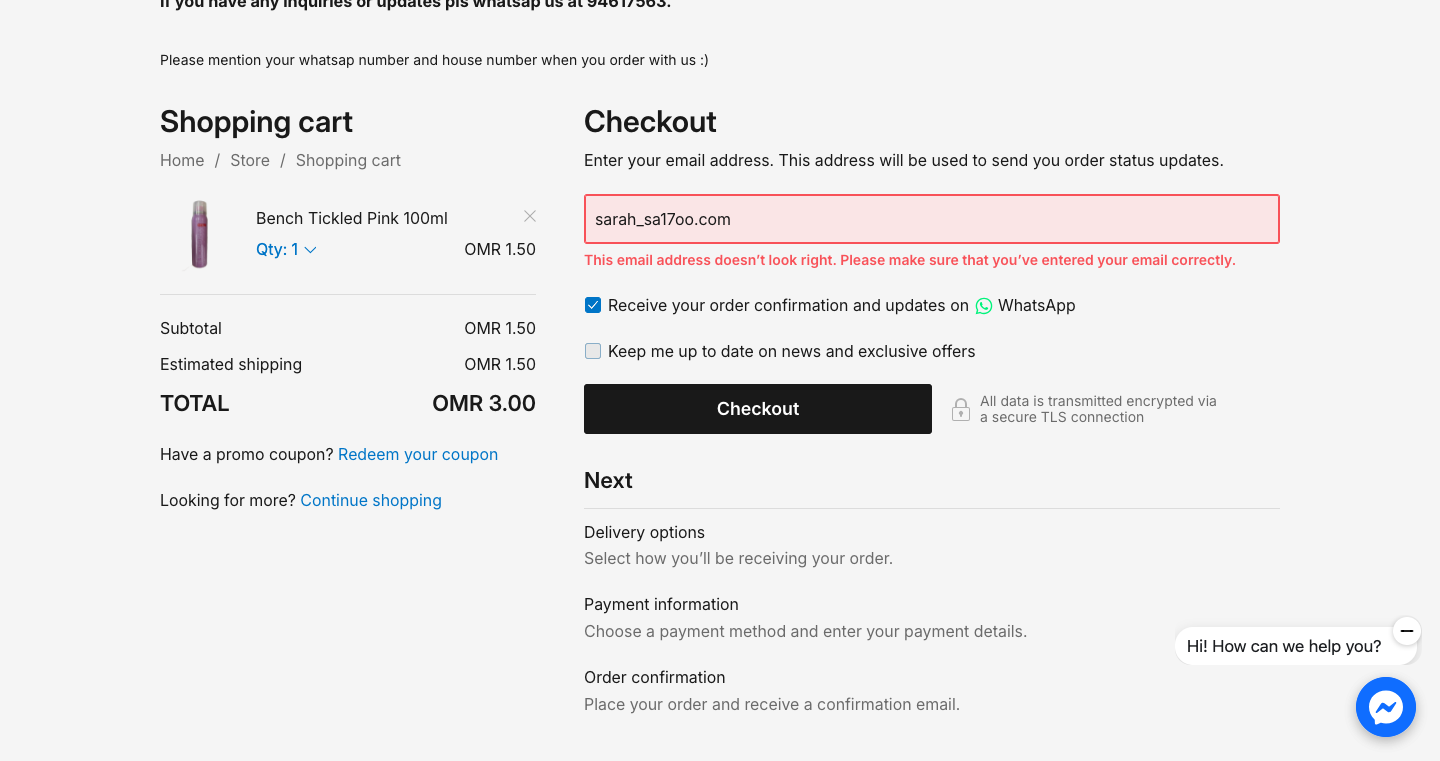 If you have any inquiries or updates pls whatsap us at 94617563.
Please mention your whatsap number and house number when you order with us :)
Shopping cart
Home / Store / Shopping cart
Bench Tickled Pink 100ml
Qty: 1
OMR 1.50
Subtotal
OMR 1.50
Estimated shipping
OMR 1.50
TOTAL
OMR 3.00
Have a promo coupon? Redeem your coupon
Looking for more? Continue shopping
Checkout
Enter your email address. This address will be used to send you order status updates.
sarah_sa17oo.com
This email address doesn’t look right. Please make sure that you’ve entered your email correctly.
Receive your order confirmation and updates on WhatsApp
Keep me up to date on news and exclusive offers
Checkout
All data is transmitted encrypted via
a secure TLS connection
Next
Delivery options
Select how you’ll be receiving your order.
Payment information
Choose a payment method and enter your payment details.
Order confirmation
Place your order and receive a confirmation email.
Hi! How can we help you?